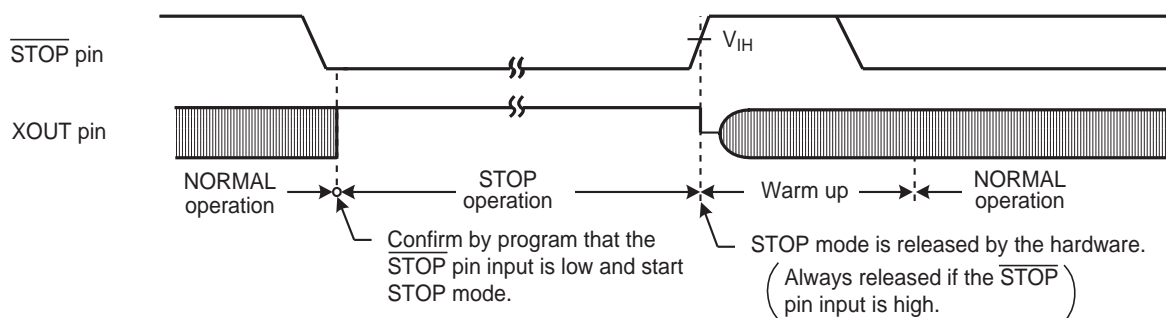 STOP pin
VIH
XOUT pin
NORMAL
operation
STOP
operation
Warm up
NORMAL
operation
Confirm by program that the
STOP pin input is low and start
STOP mode.
STOP mode is released by the hardware.
(Always released if the STOP
pin input is high.)